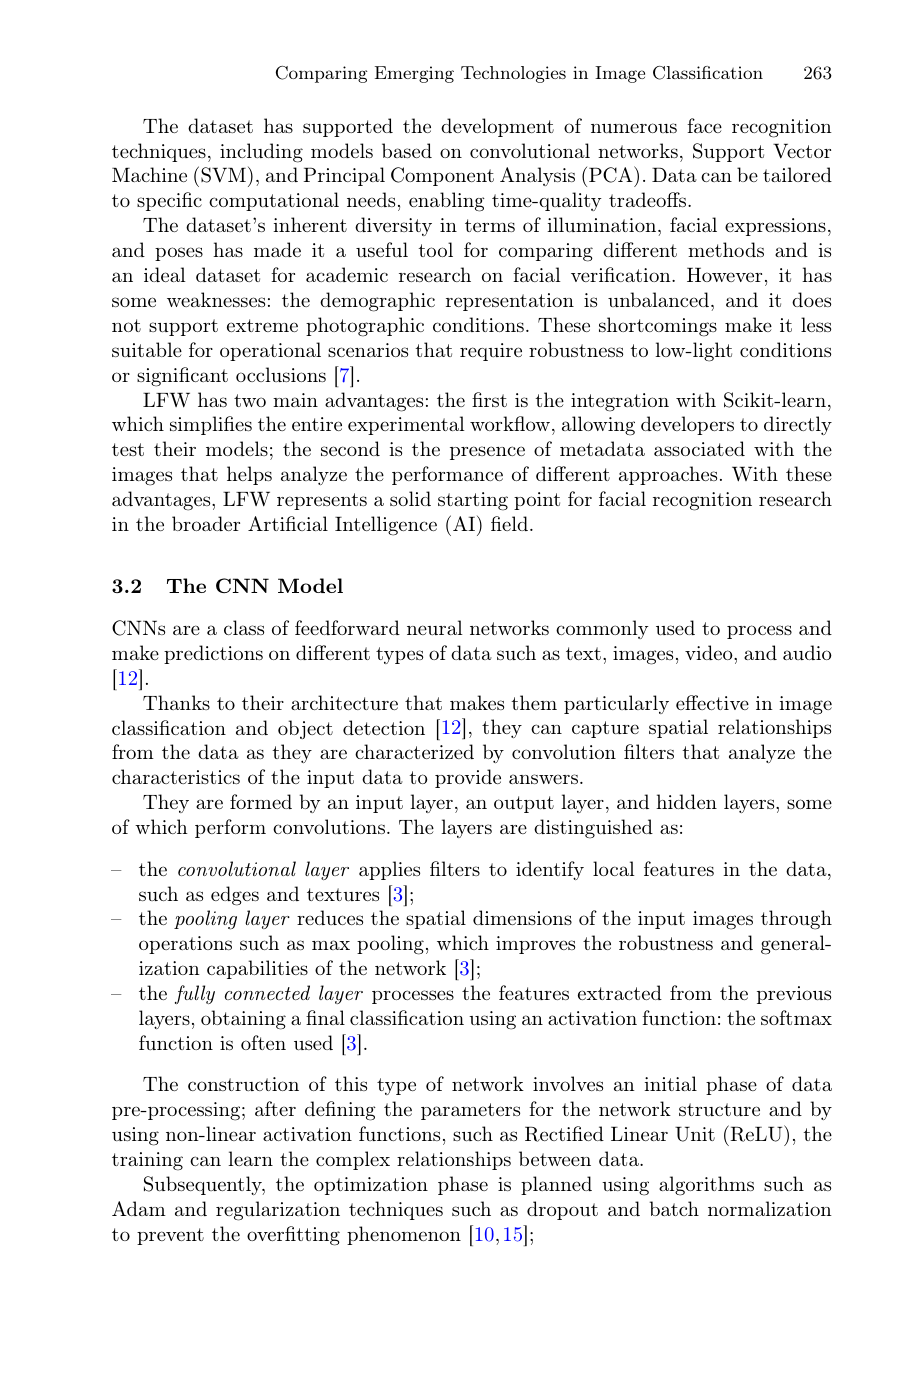 Comparing Emerging Technologies in Image Classification 263
The dataset has supported the development of numerous face recognition
techniques, including models based on convolutional networks, Support Vector
Machine (SVM), and Principal Component Analysis (PCA). Data can be tailored
to specific computational needs, enabling time-quality tradeoffs.
The dataset's inherent diversity in terms of illumination, facial expressions,
and poses has made it a useful tool for comparing different methods and is
an ideal dataset for academic research on facial verification. However, it has
some weaknesses: the demographic representation is unbalanced, and it does
not support extreme photographic conditions. These shortcomings make it less
suitable for operational scenarios that require robustness to low-light conditions
or significant occlusions [7].
LFW has two main advantages: the first is the integration with Scikit-learn,
which simplifies the entire experimental workflow, allowing developers to directly
test their models; the second is the presence of metadata associated with the
images that helps analyze the performance of different approaches. With these
advantages, LFW represents a solid starting point for facial recognition research
in the broader Artificial Intelligence (AI) field.
3.2 The CNN Model
CNNs are a class of feedforward neural networks commonly used to process and
make predictions on different types of data such as text, images, video, and audio
[12].
Thanks to their architecture that makes them particularly effective in image
classification and object detection [12], they can capture spatial relationships
from the data as they are characterized by convolution filters that analyze the
characteristics of the input data to provide answers.
They are formed by an input layer, an output layer, and hidden layers, some
of which perform convolutions. The layers are distinguished as:
– the convolutional layer applies filters to identify local features in the data,
such as edges and textures [3];
– the pooling layer reduces the spatial dimensions of the input images through
operations such as max pooling, which improves the robustness and general-
ization capabilities of the network [3];
– the fully connected layer processes the features extracted from the previous
layers, obtaining a final classification using an activation function: the softmax
function is often used [3].
The construction of this type of network involves an initial phase of data
pre-processing; after defining the parameters for the network structure and by
using non-linear activation functions, such as Rectified Linear Unit (ReLU), the
training can learn the complex relationships between data.
Subsequently, the optimization phase is planned using algorithms such as
Adam and regularization techniques such as dropout and batch normalization
to prevent the overfitting phenomenon [10,15];